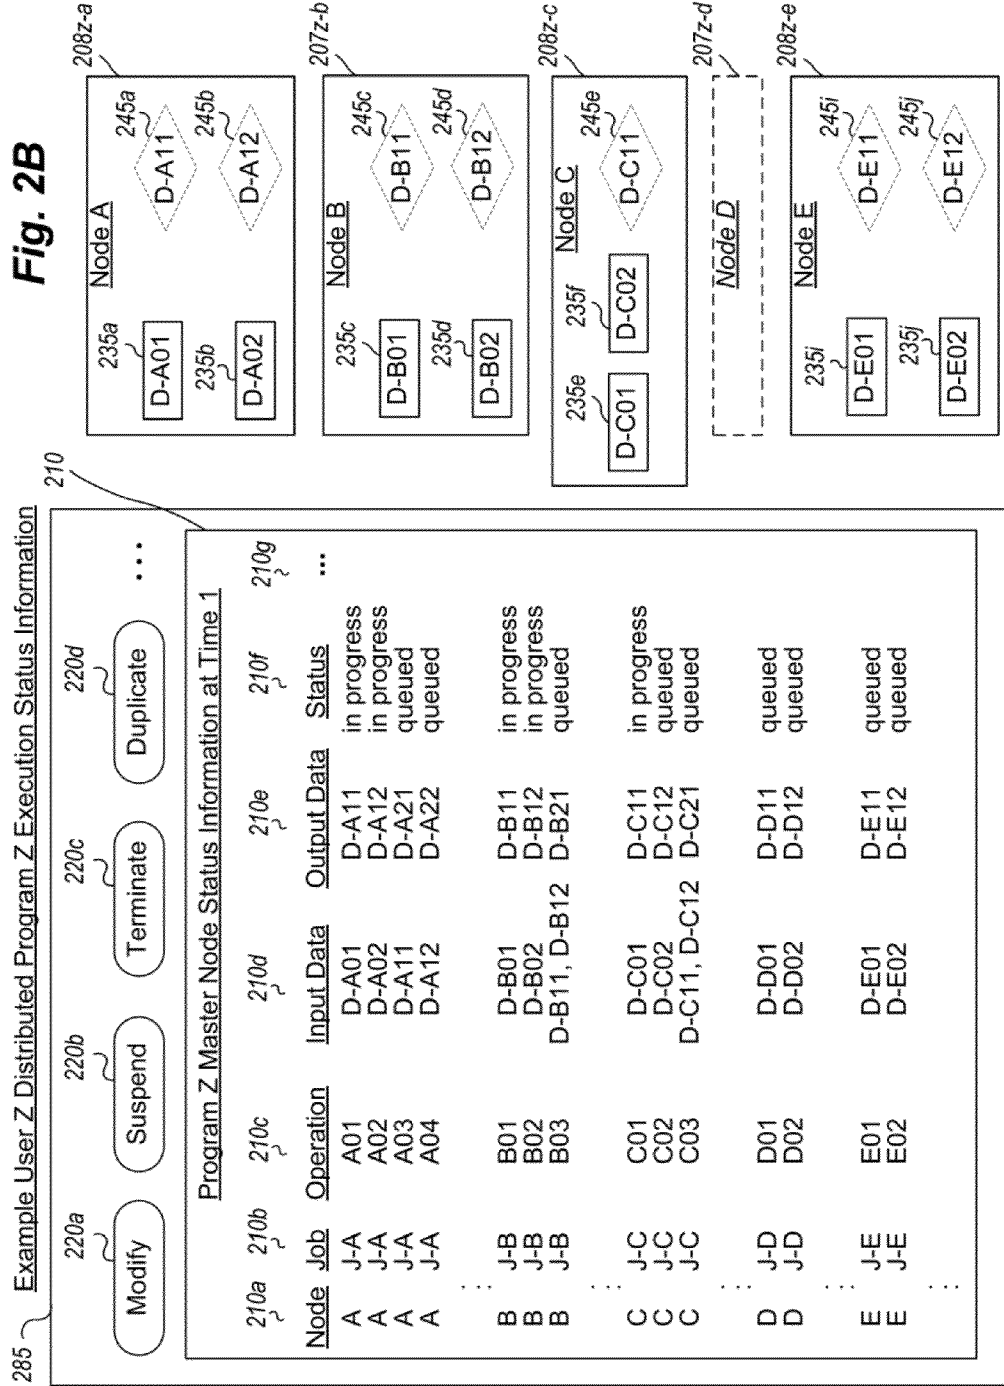 Fig. 2B
Example User Z Distributed Program Z Execution Status Information
285
220a
220b
220c
220d
Modify
Suspend
Terminate
Duplicate
...
210
Program Z Master Node Status Information at Time 1
210a 210b 210c 210d 210e 210f 210g
Node Job Operation Input Data Output Data Status ...
A J-A A01 D-A01 D-A11 in progress
A J-A A02 D-A02 D-A12 in progress
A J-A A03 D-A11 D-A21 queued
A J-A A04 D-A12 D-A22 queued
...
B J-B B01 D-B01 D-B11 in progress
B J-B B02 D-B02 D-B12 in progress
B J-B B03 D-B11, D-B12 D-B21 queued
...
C J-C C01 D-C01 D-C11 in progress
C J-C C02 D-C02 D-C12 queued
C J-C C03 D-C11, D-C12 D-C21 queued
...
D J-D D01 D-D01 D-D11 queued
D J-D D02 D-D02 D-D12 queued
...
E J-E E01 D-E01 D-E11 queued
E J-E E02 D-E02 D-E12 queued
...
208z-a
Node A
235a
D-A01
245a
D-A11
235b
D-A02
245b
D-A12
207z-b
Node B
235c
D-B01
245c
D-B11
235d
D-B02
245d
D-B12
208z-c
Node C
235e
D-C01
235f
D-C02
245e
D-C11
207z-d
Node D
208z-e
Node E
235i
D-E01
245i
D-E11
235j
D-E02
245j
D-E12